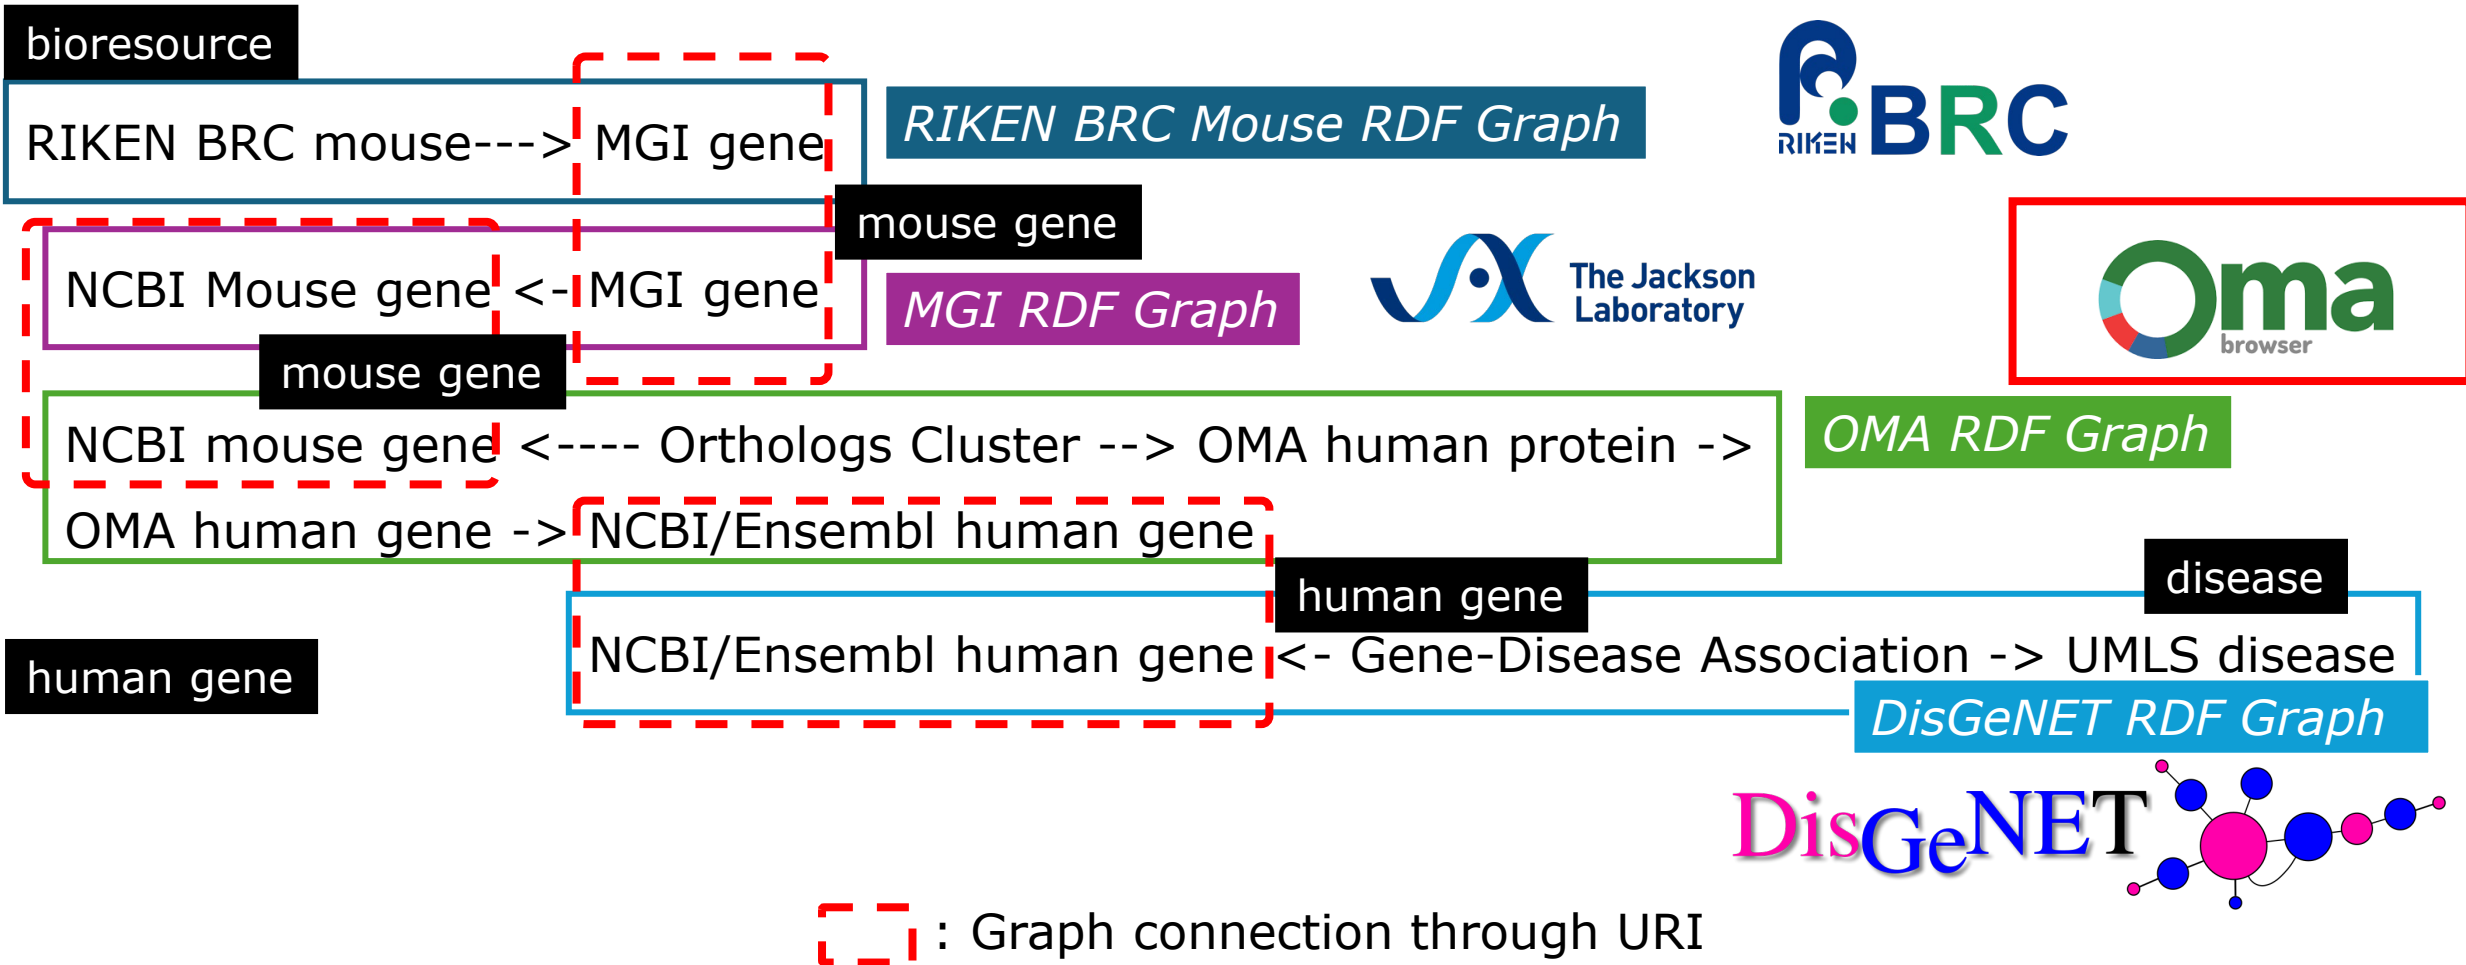 bioresource
RIKEN BRC mouse---> MGI gene
RIKEN BRC Mouse RDF Graph
RIKEN BRC
mouse gene
NCBI Mouse gene <- MGI gene
MGI RDF Graph
The Jackson
Laboratory
Oma
browser
mouse gene
NCBI mouse gene <---- Orthologs Cluster --> OMA human protein ->
OMA RDF Graph
OMA human gene -> NCBI/Ensembl human gene
human gene
disease
NCBI/Ensembl human gene <- Gene-Disease Association -> UMLS disease
human gene
DisGeNET RDF Graph
DisGeNET
: Graph connection through URI